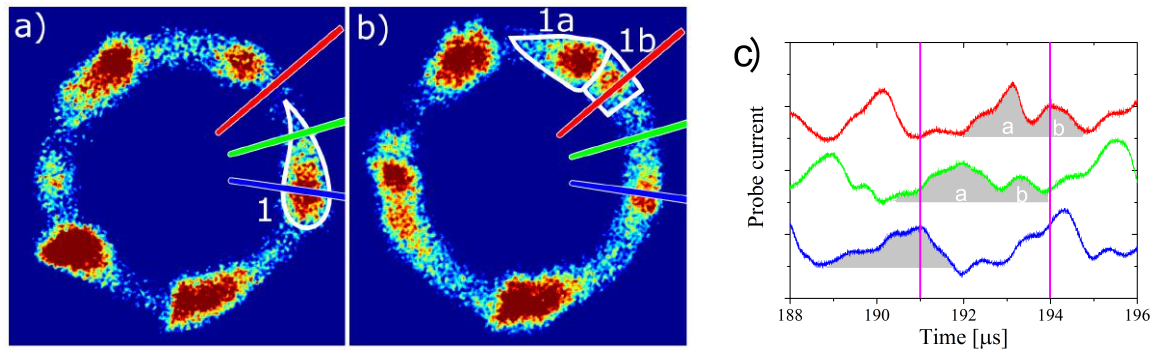 a)
1
b)
1a
1b
c)
Probe current
a
b
a
b
188
190
192
194
196
Time [μs]